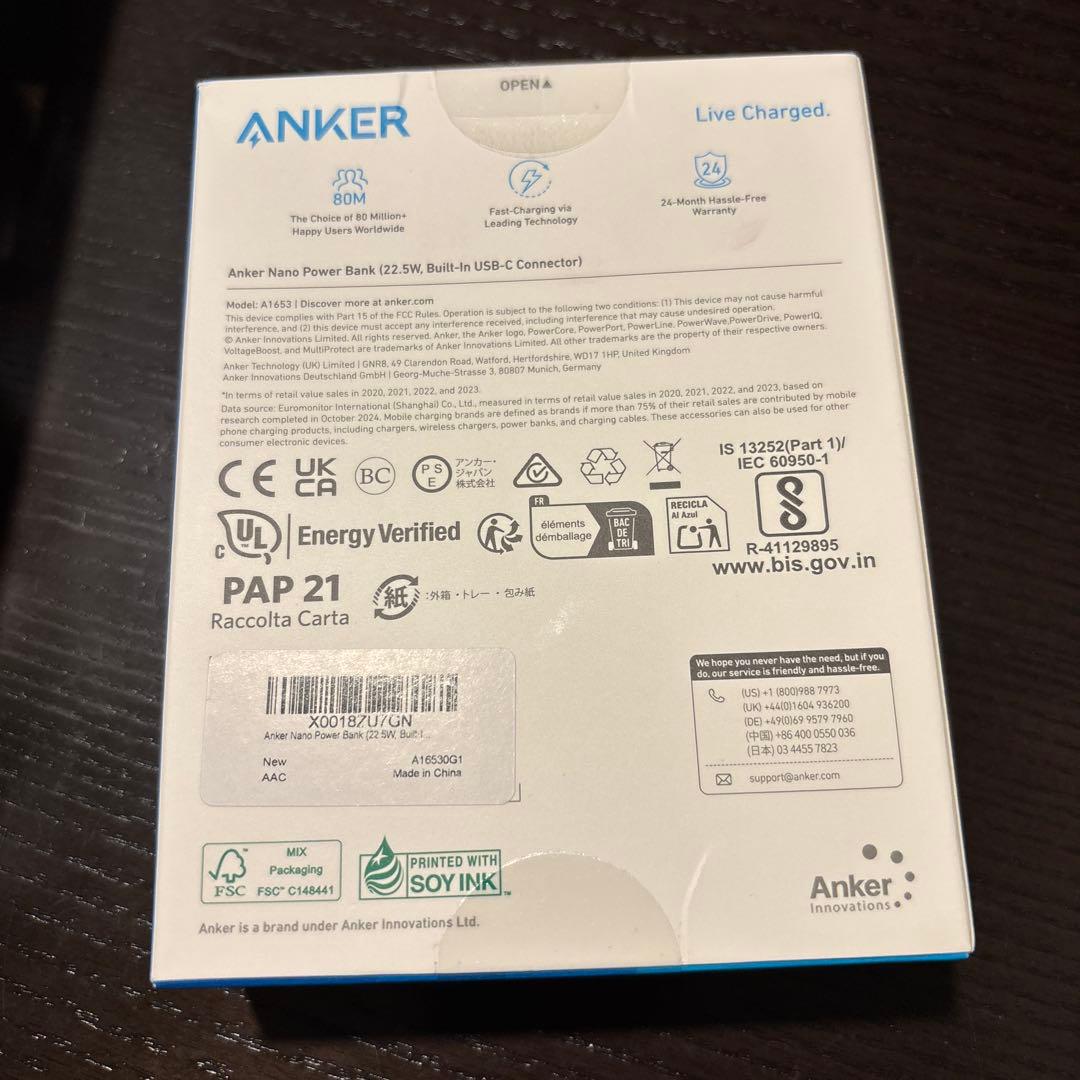 OPEN▲
ANKER
Live Charged.
80M
The Choice of 80 Million+
Happy Users Worldwide
Fast-Charging via
Leading Technology
24
24-Month Hassle-Free
Warranty
Anker Nano Power Bank (22.5W, Built-In USB-C Connector)
Model: A1653 | Discover more at anker.com
This device complies with Part 15 of the FCC Rules. Operation is subject to the following two conditions: (1) This device may not cause harmful
interference, and (2) this device must accept any interference received, including interference that may cause undesired operation.
© Anker Innovations Limited. All rights reserved. Anker, the Anker logo, PowerCore, PowerPort, PowerLine, PowerWave,PowerDrive, PowerIQ,
VoltageBoost, and MultiProtect are trademarks of Anker Innovations Limited. All other trademarks are the property of their respective owners.
Anker Technology (UK) Limited | GNR8, 49 Clarendon Road, Watford, Hertfordshire, WD17 1HP, United Kingdom
Anker Innovations Deutschland GmbH | Georg-Muche-Strasse 3, 80807 Munich, Germany
*In terms of retail value sales in 2020, 2021, 2022, and 2023.
Data source: Euromonitor International (Shanghai) Co., Ltd., measured in terms of retail value sales in 2020, 2021, 2022, and 2023, based on
research completed in October 2024. Mobile charging brands are defined as brands if more than 75% of their retail sales are contributed by mobile
phone charging products, including chargers, wireless chargers, power banks, and charging cables. These accessories can also be used for other
consumer electronic devices.
CE
UK
CA
BC
PS
E
アンカー・
ジャパン
株式会社
IS 13252(Part 1)/
IEC 60950-1
R-41129895
www.bis.gov.in
c UL™
Energy Verified
FR
éléments
d'emballage
BAC
DE
TRI
RECICLA
Al Azul
PAP 21
Raccolta Carta
紙
:外箱・トレー・包み紙
X0018ZU7GN
Anker Nano Power Bank (22.5W, Built-I...
New
A16530G1
AAC
Made in China
We hope you never have the need, but if you
do, our service is friendly and hassle-free.
(US) +1 (800)988 7973
(UK) +44(0)1604 936200
(DE) +49(0)69 9579 7960
(中国) +86 400 0550 036
(日本) 03 4455 7823
support@anker.com
FSC™
MIX
Packaging
FSC™ C148441
PRINTED WITH
SOY INK™
Anker
Innovations
Anker is a brand under Anker Innovations Ltd.